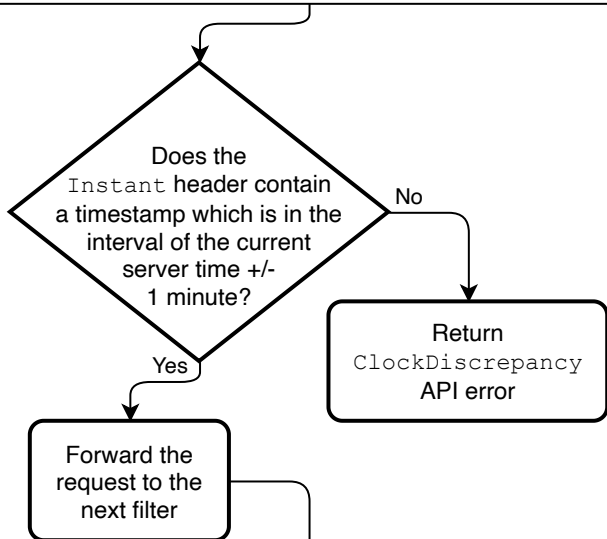 Does the
Instant header contain
a timestamp which is in the
interval of the current
server time +/-
1 minute?
No
Return
ClockDiscrepancy
API error
Yes
Forward the
request to the
next filter